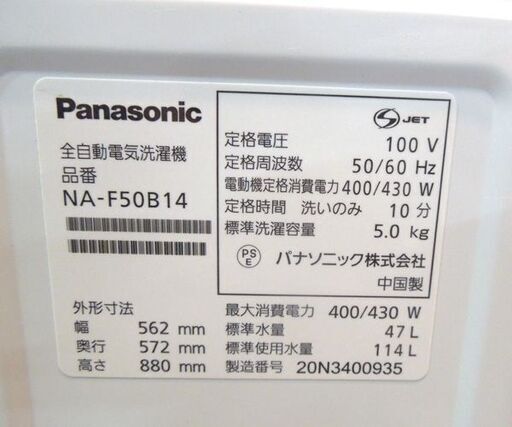 Panasonic
全自動電気洗濯機
品番
NA-F50B14
外形寸法
幅 562 mm
奥行 572 mm
高さ 880 mm
S JET
定格電圧 100 V
定格周波数 50/60 Hz
電動機定格消費電力 400/430 W
定格時間 洗いのみ 10 分
標準洗濯容量 5.0 kg
PS E パナソニック株式会社
中国製
最大消費電力 400/430 W
標準水量 47 L
標準使用水量 114 L
製造番号 20N3400935